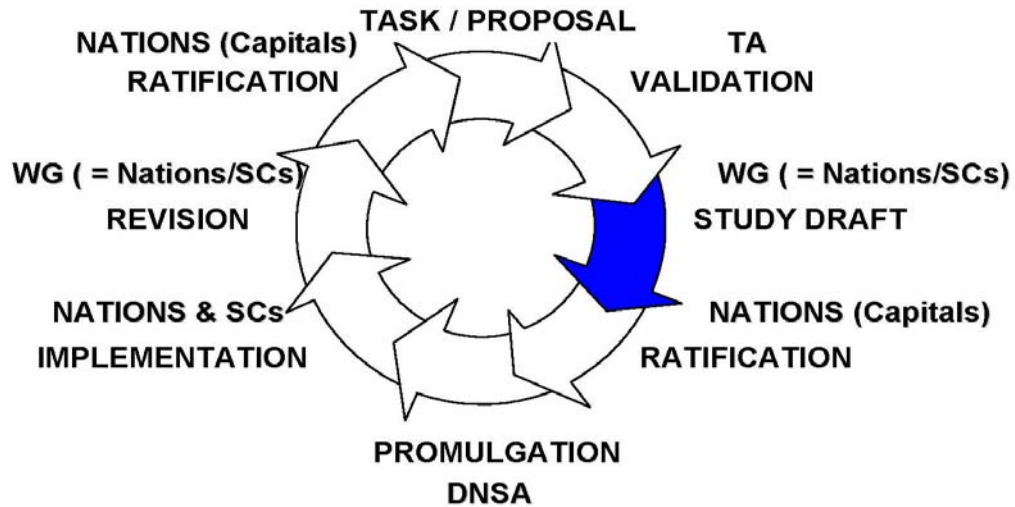 TASK / PROPOSAL
TA
VALIDATION
WG ( = Nations/SCs)
STUDY DRAFT
NATIONS (Capitals)
RATIFICATION
PROMULGATION
DNSA
NATIONS & SCs
IMPLEMENTATION
WG ( = Nations/SCs)
REVISION
NATIONS (Capitals)
RATIFICATION